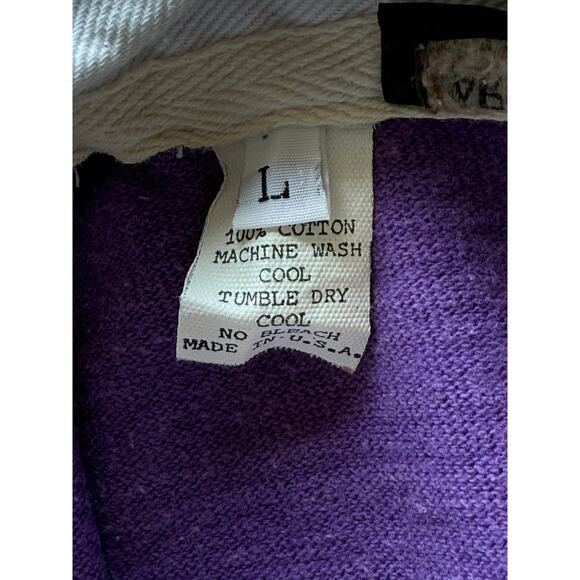 L
100% COTTON
MACHINE WASH
COOL
TUMBLE DRY
COOL
NO BLEACH
MADE IN U.S.A.